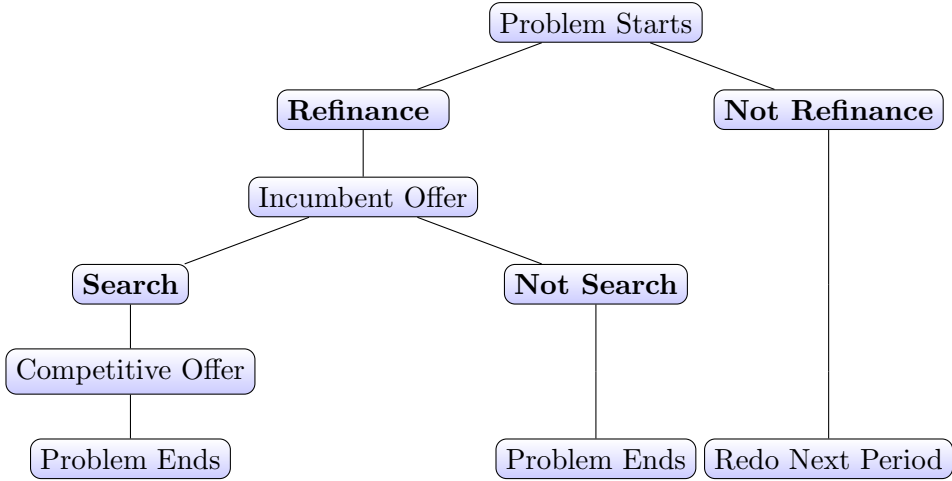 Problem Starts
Refinance
Not Refinance
Incumbent Offer
Search
Not Search
Competitive Offer
Problem Ends
Problem Ends
Redo Next Period